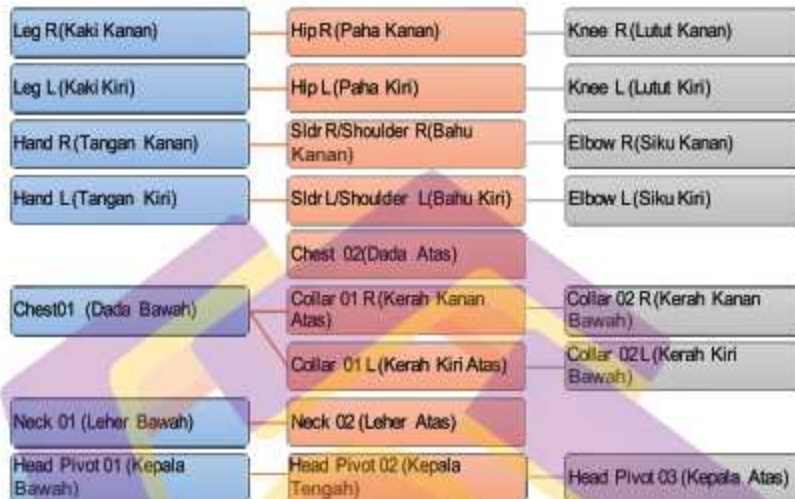 Leg R(Kaki Kanan)
Hip R(Paha Kanan)
Knee R(Lutut Kanan)
Leg L(Kaki Kiri)
Hip L(Paha Kiri)
Knee L (Lutut Kiri)
Hand R(Tangan Kanan)
Sldr R/Shoulder R(Bahu
Kanan)
Elbow R(Siku Kanan)
Hand L(Tangan Kiri)
Sldr L/Shoulder L(Bahu Kiri)
Elbow L(Siku Kiri)
Chest 02(Dada Atas)
Chest01 (Dada Bawah)
Collar 01 R(Kerah Kanan
Atas)
Collar 02 R(Kerah Kanan
Bawah)
Collar 01 L(Kerah Kiri Atas)
Collar 02L(Kerah Kiri
Bawah)
Neck 01 (Leher Bawah)
Neck 02 (Leher Atas)
Head Pivot 01 (Kepala
Bawah)
Head Pivot 02 (Kepala
Tengah)
Head Pivot 03 (Kepala Atas)